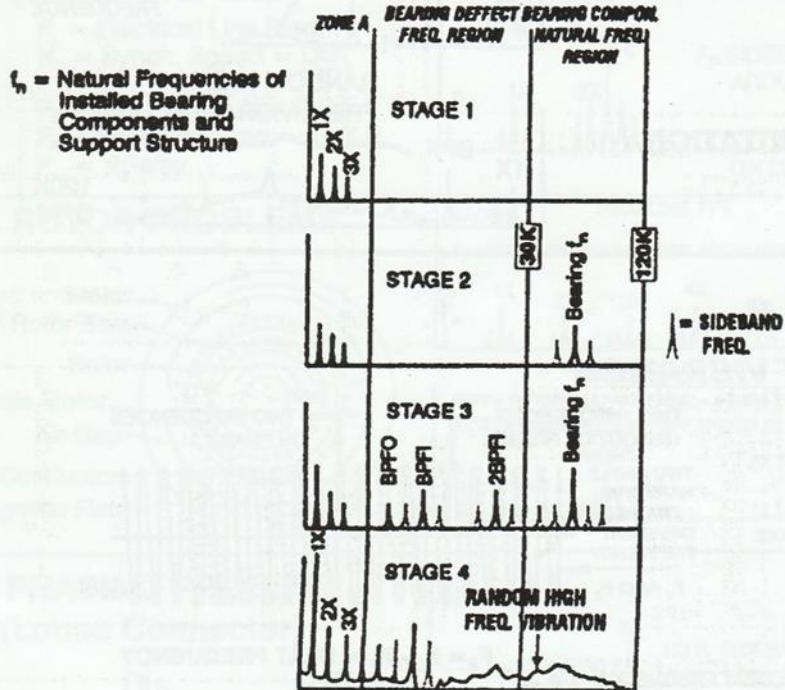 ZONE A
BEARING DEFFECT
FREQ. REGION
BEARING COMPON.
NATURAL FREQ.
REGION
fn = Natural Frequencies of
Installed Bearing
Components and
Support Structure
STAGE 1
1X
2X
3X
30K
120K
STAGE 2
Bearing fn
= SIDEBAND
FREQ.
STAGE 3
BPFO
BPFI
2BPFI
Bearing fn
STAGE 4
1X
2X
3X
RANDOM HIGH
FREQ. VIBRATION